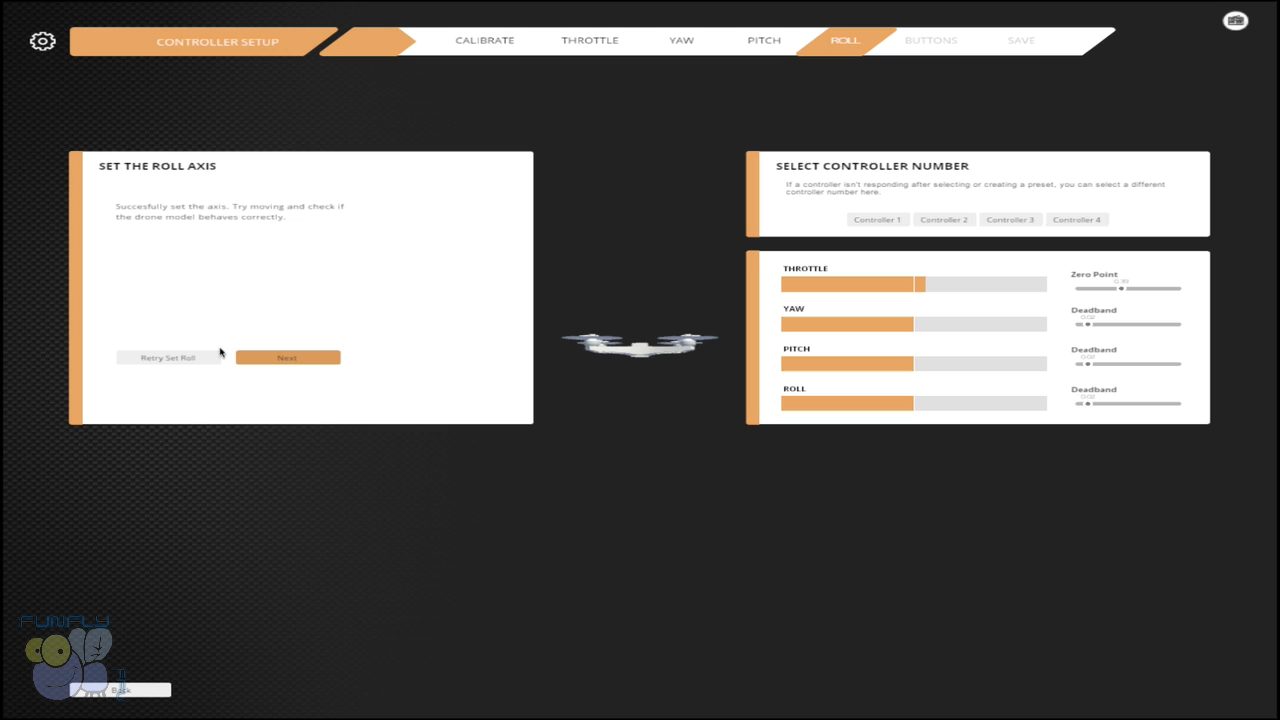 CONTROLLER SETUP
CALIBRATE THROTTLE YAW PITCH ROLL BUTTONS SAVE
SET THE ROLL AXIS
Succesfully set the axis. Try moving and check if
the drone model behaves correctly.
Retry Set Roll Next
SELECT CONTROLLER NUMBER
If a controller isn't responding after selecting or creating a preset, you can select a different
controller number here.
Controller 1 Controller 2 Controller 3 Controller 4
THROTTLE
Zero Point
0.39
YAW
Deadband
0.02
PITCH
Deadband
0.02
ROLL
Deadband
0.02
FUNFLY
Back